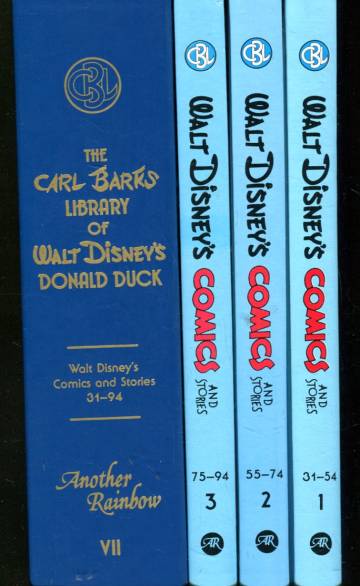 CBL
THE
CARL BARKS
LIBRARY
OF
WALT DISNEY'S
DONALD DUCK
Walt Disney's
Comics and Stories
31-94
Another
Rainbow
VII
CBL
WALT DISNEY'S COMICS AND STORIES
75-94
3
AR
CBL
WALT DISNEY'S COMICS AND STORIES
55-74
2
AR
CBL
WALT DISNEY'S COMICS AND STORIES
31-54
1
AR